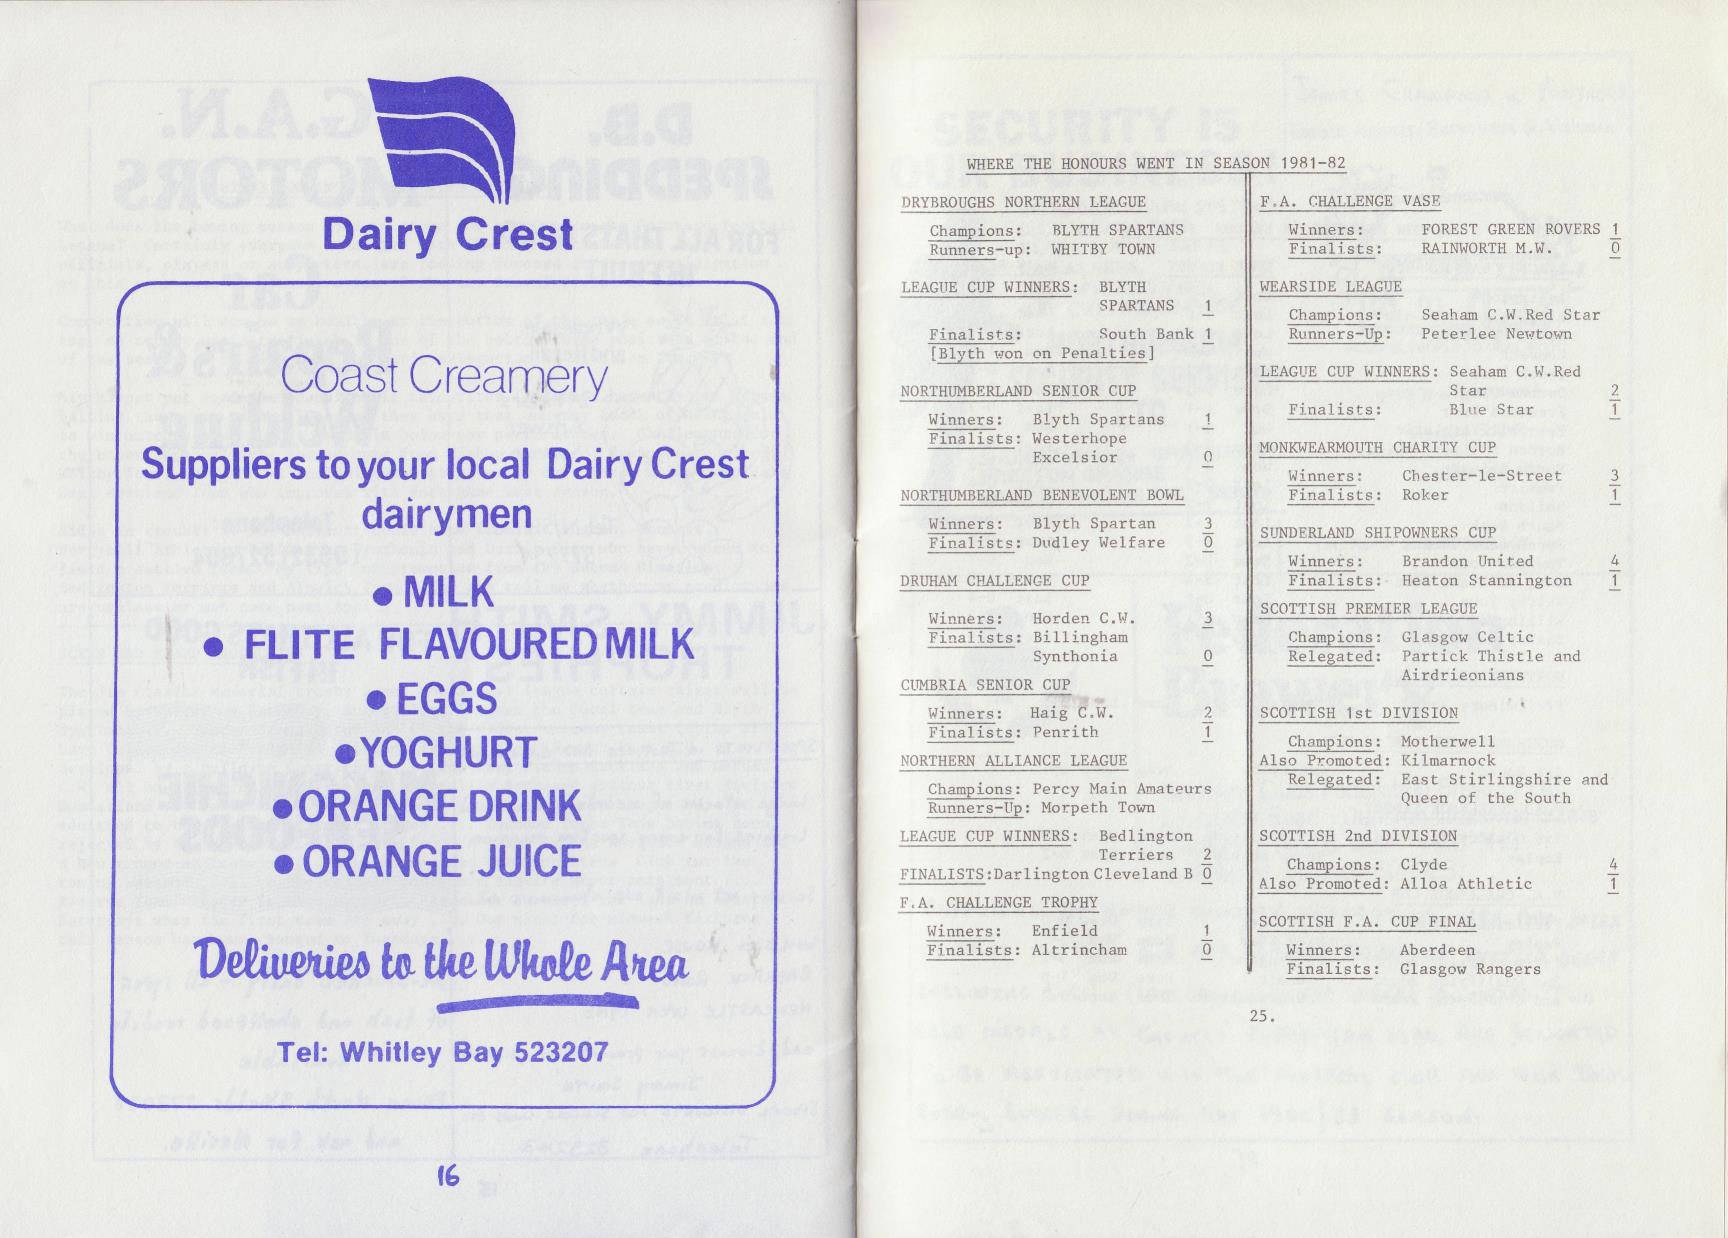 Dairy Crest
Coast Creamery
Suppliers to your local Dairy Crest
dairymen
• MILK
• FLITE FLAVOURED MILK
• EGGS
• YOGHURT
• ORANGE DRINK
• ORANGE JUICE
Deliveries to the Whole Area
Tel: Whitley Bay 523207
16
WHERE THE HONOURS WENT IN SEASON 1981-82
DRYBROUGHS NORTHERN LEAGUE
Champions: BLYTH SPARTANS
Runners-up: WHITBY TOWN
LEAGUE CUP WINNERS: BLYTH
SPARTANS 1
Finalists: South Bank 1
[Blyth won on Penalties]
NORTHUMBERLAND SENIOR CUP
Winners: Blyth Spartans 1
Finalists: Westerhope
Excelsior 0
NORTHUMBERLAND BENEVOLENT BOWL
Winners: Blyth Spartan 3
Finalists: Dudley Welfare 0
DRUHAM CHALLENGE CUP
Winners: Horden C.W. 3
Finalists: Billingham
Synthonia 0
CUMBRIA SENIOR CUP
Winners: Haig C.W. 2
Finalists: Penrith 1
NORTHERN ALLIANCE LEAGUE
Champions: Percy Main Amateurs
Runners-Up: Morpeth Town
LEAGUE CUP WINNERS: Bedlington
Terriers 2
FINALISTS:Darlington Cleveland B 0
F.A. CHALLENGE TROPHY
Winners: Enfield 1
Finalists: Altrincham 0
F.A. CHALLENGE VASE
Winners: FOREST GREEN ROVERS 1
Finalists: RAINWORTH M.W. 0
WEARSIDE LEAGUE
Champions: Seaham C.W.Red Star
Runners-Up: Peterlee Newtown
LEAGUE CUP WINNERS: Seaham C.W.Red
Star 2
Finalists: Blue Star 1
MONKWEARMOUTH CHARITY CUP
Winners: Chester-le-Street 3
Finalists: Roker 1
SUNDERLAND SHIPOWNERS CUP
Winners: Brandon United 4
Finalists: Heaton Stannington 1
SCOTTISH PREMIER LEAGUE
Champions: Glasgow Celtic
Relegated: Partick Thistle and
Airdrieonians
SCOTTISH 1st DIVISION
Champions: Motherwell
Also Promoted: Kilmarnock
Relegated: East Stirlingshire and
Queen of the South
SCOTTISH 2nd DIVISION
Champions: Clyde 4
Also Promoted: Alloa Athletic 1
SCOTTISH F.A. CUP FINAL
Winners: Aberdeen
Finalists: Glasgow Rangers
25.